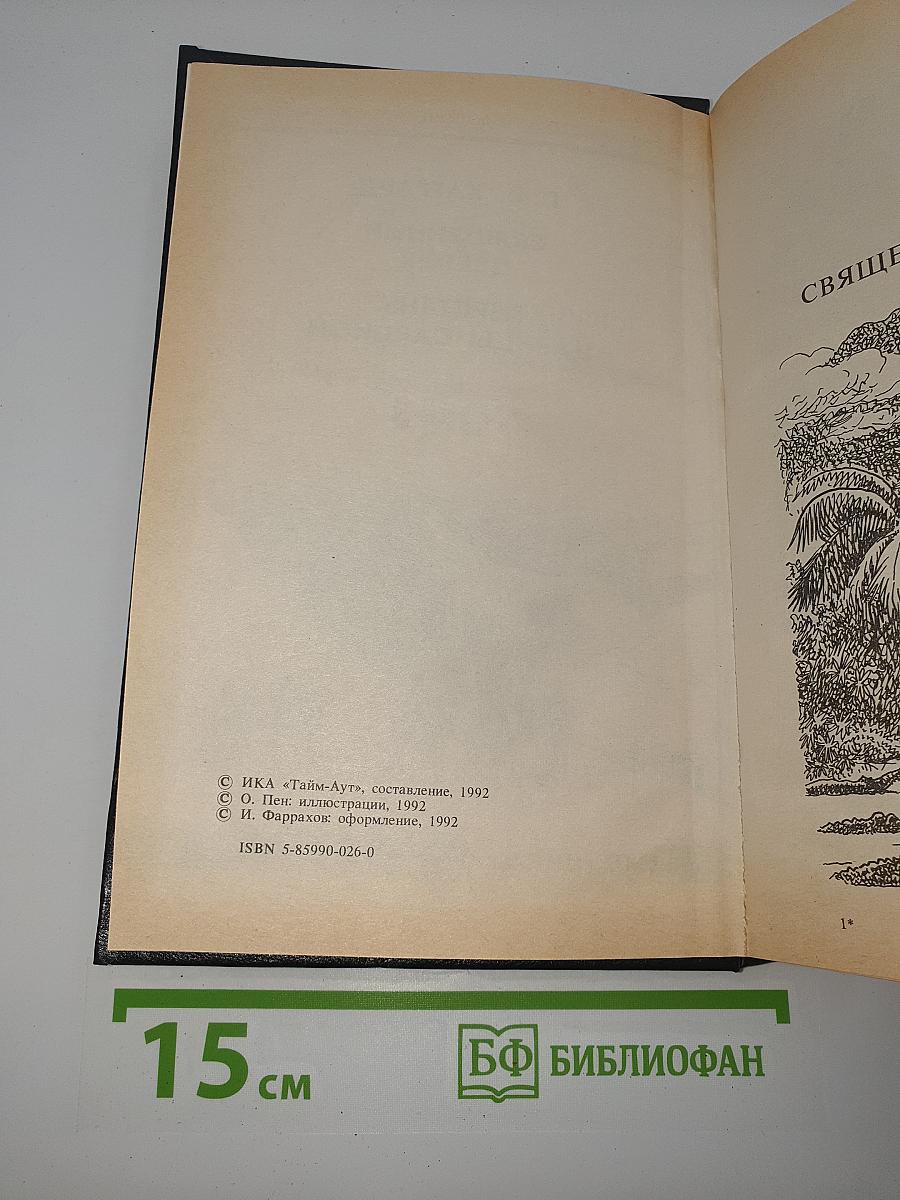 © ИКА «Тайм-Аут», составление, 1992
© О. Пен: иллюстрации, 1992
© И. Фаррахов: оформление, 1992
ISBN 5-85990-026-0
СВЯЩЕ
1*
15 см
БФ БИБЛИОФАН